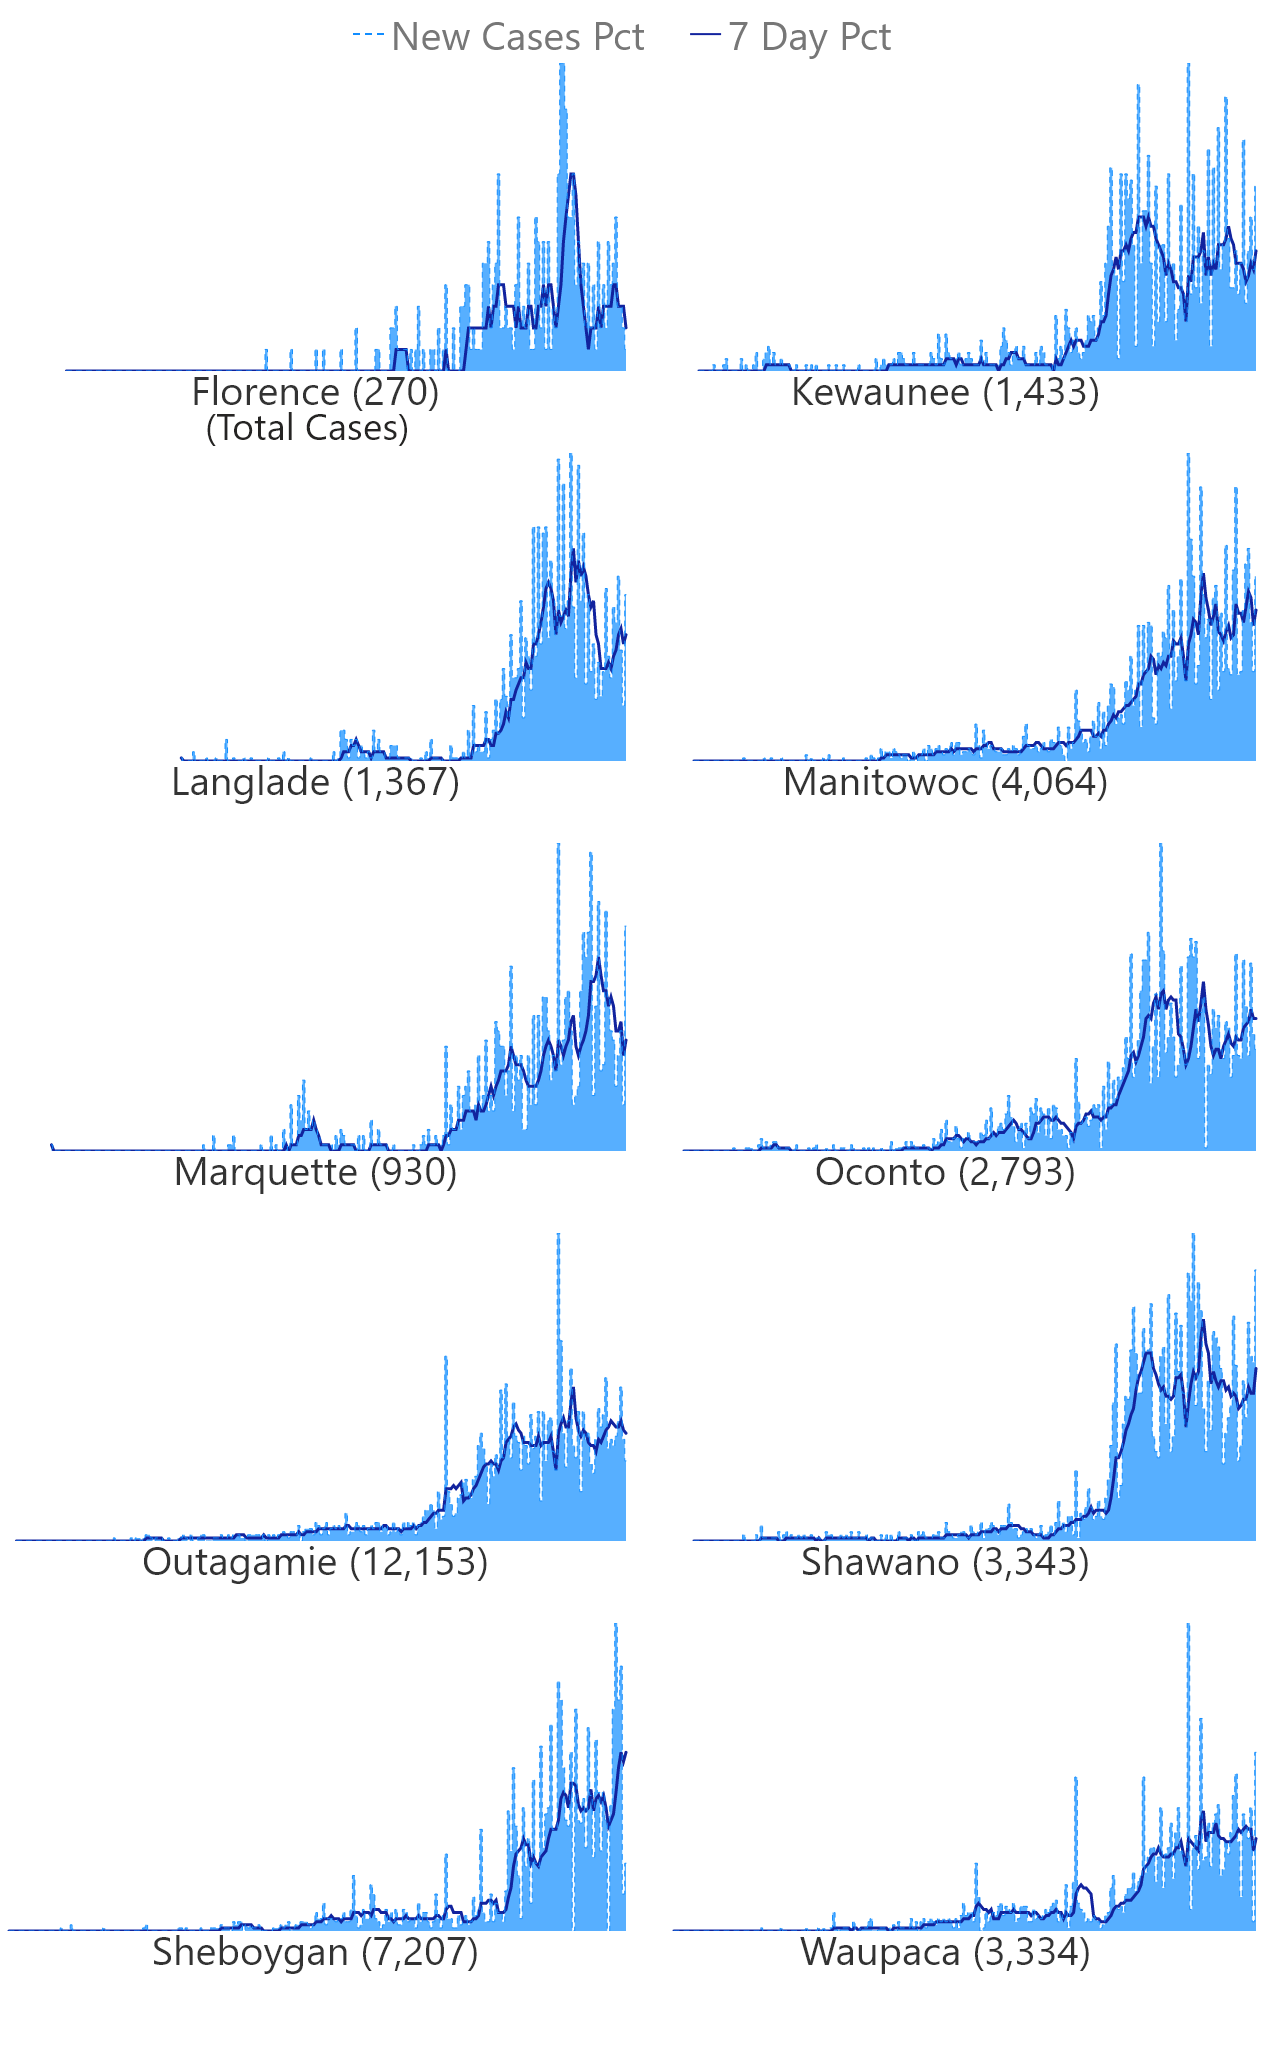 New Cases Pct 7 Day Pct
Florence (270) Kewaunee (1,433)
(Total Cases)
Langlade (1,367) Manitowoc (4,064)
Marquette (930) Oconto (2,793)
Outagamie (12,153) Shawano (3,343)
Sheboygan (7,207) Waupaca (3,334)